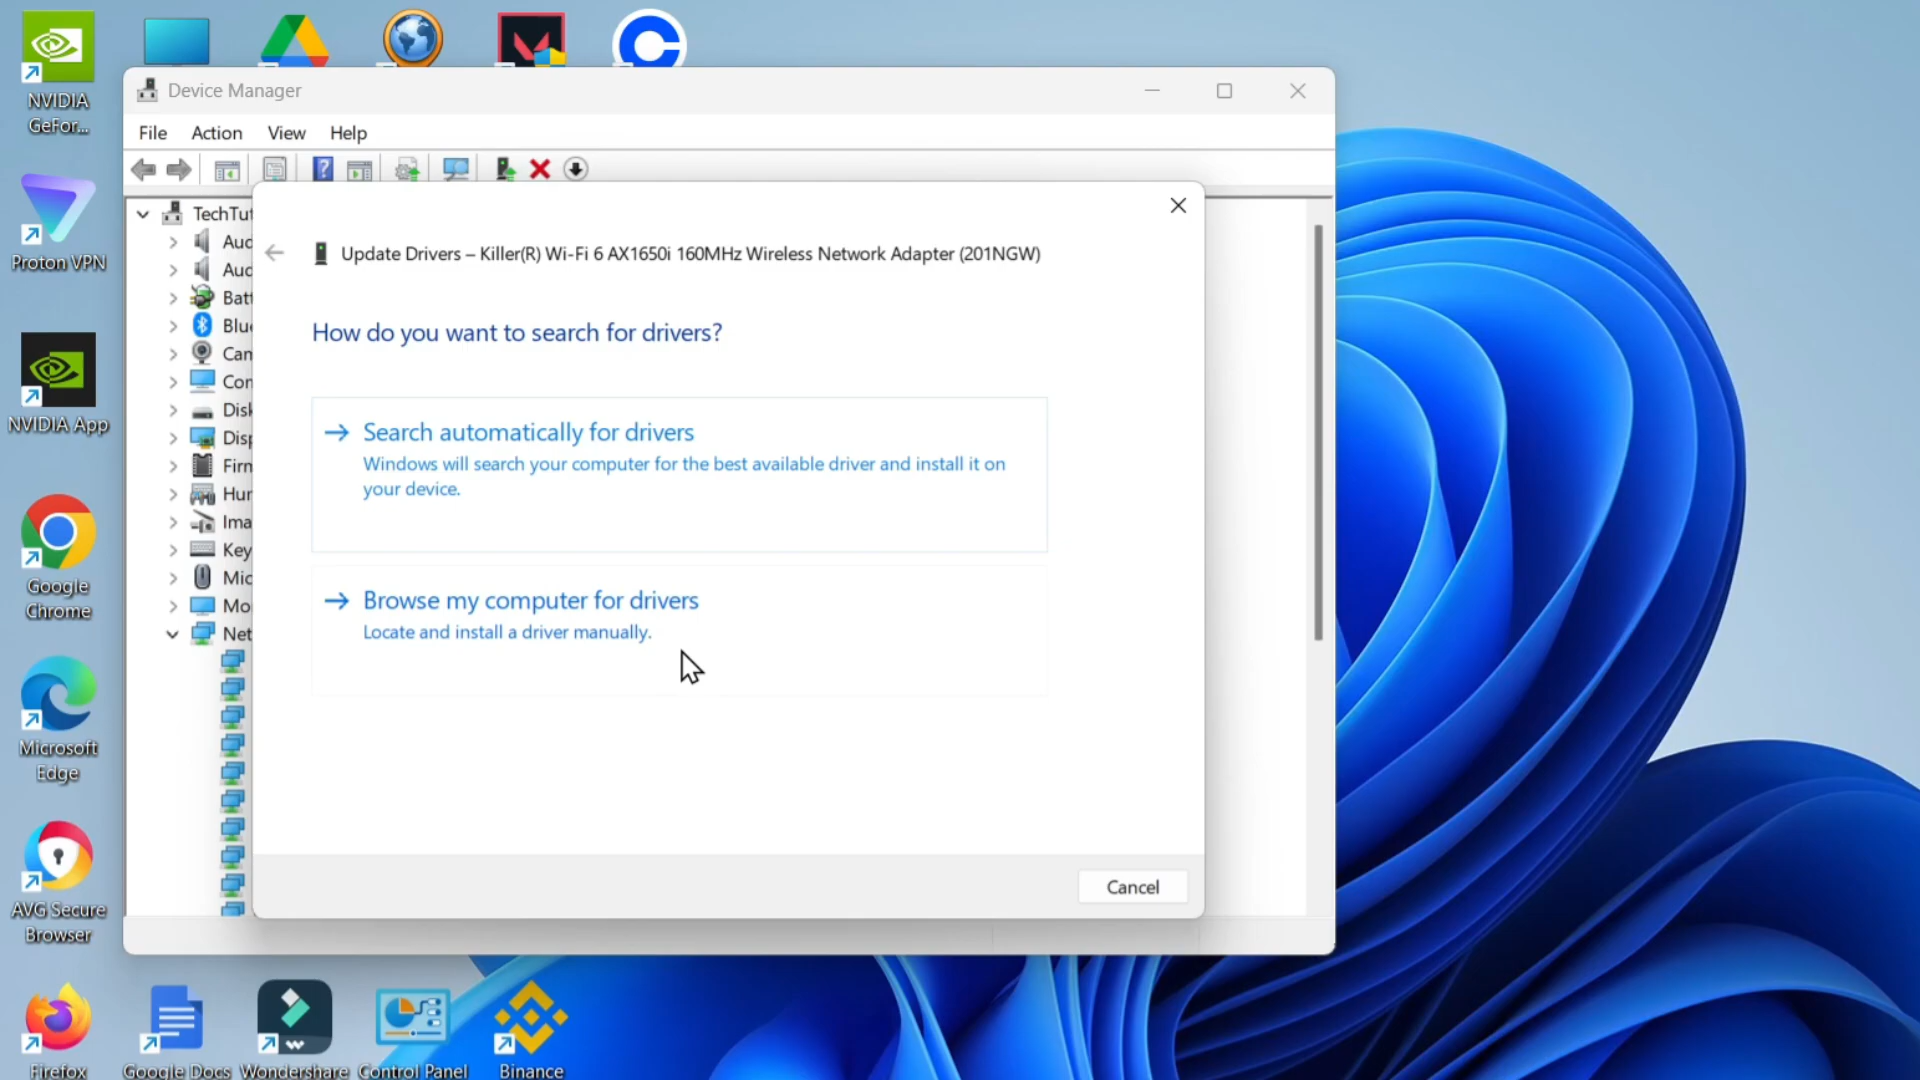 NVIDIA
GeFor...
Proton VPN
NVIDIA App
Google
Chrome
Microsoft
Edge
AVG Secure
Browser
Firefox
Google Docs
Wondershare
Control Panel
Binance
Device Manager
File Action View Help
TechTut
Aud
Aud
Batt
Blue
Cam
Com
Disk
Disp
Firm
Hum
Ima
Key
Mic
Mo
Net
Update Drivers – Killer(R) Wi-Fi 6 AX1650i 160MHz Wireless Network Adapter (201NGW)
How do you want to search for drivers?
Search automatically for drivers
Windows will search your computer for the best available driver and install it on
your device.
Browse my computer for drivers
Locate and install a driver manually.
Cancel